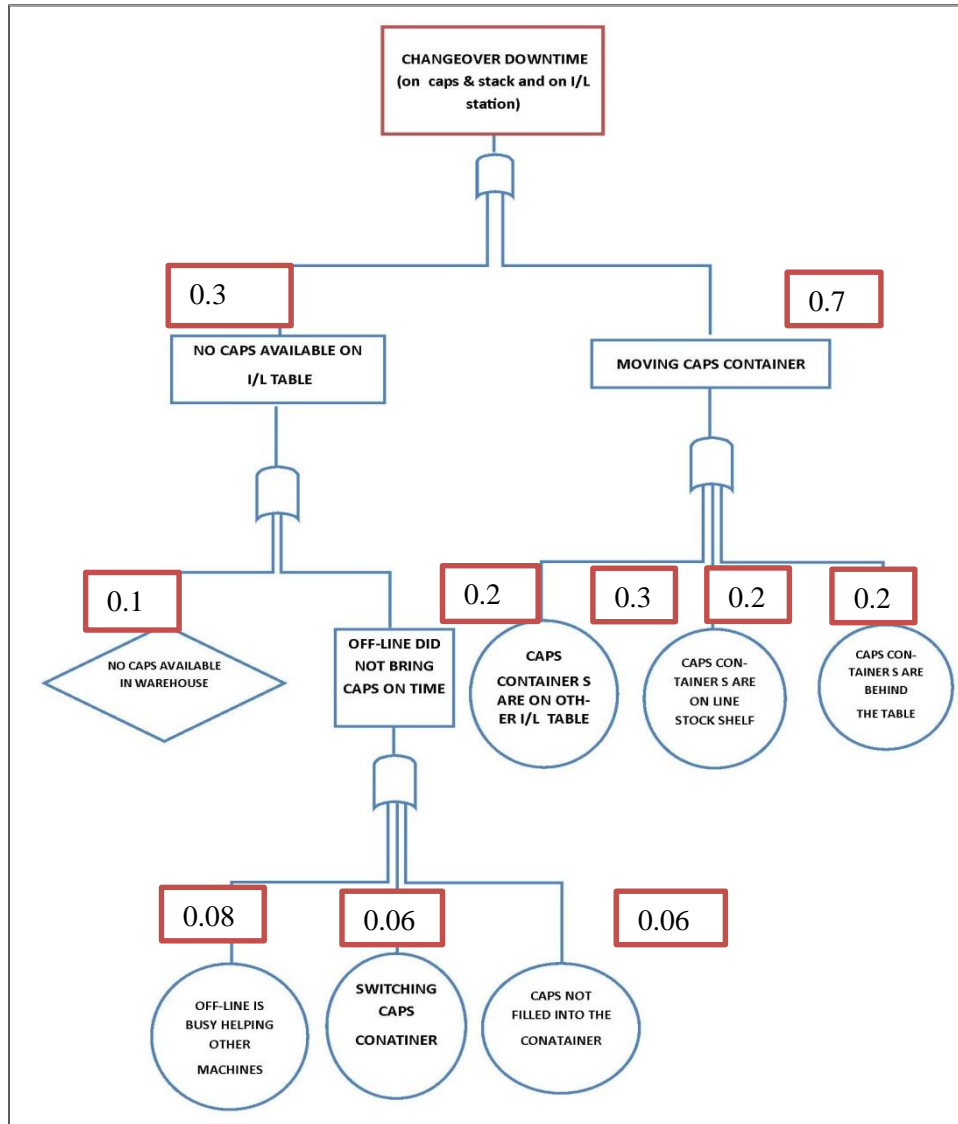 CHANGEOVER DOWNTIME
(on caps & stack and on I/L
station)
0.3
0.7
NO CAPS AVAILABLE ON
I/L TABLE
MOVING CAPS CONTAINER
0.1
0.2
0.3
0.2
0.2
NO CAPS AVAILABLE
IN WAREHOUSE
OFF-LINE DID
NOT BRING
CAPS ON TIME
CAPS
CONTAINER S
ARE ON OTH-
ER I/L TABLE
CAPS CON-
TAINER S ARE
ON LINE
STOCK SHELF
CAPS CON-
TAINER S ARE
BEHIND
THE TABLE
0.08
0.06
0.06
OFF-LINE IS
BUSY HELPING
OTHER
MACHINES
SWITCHING
CAPS
CONATINER
CAPS NOT
FILLED INTO THE
CONATAINER